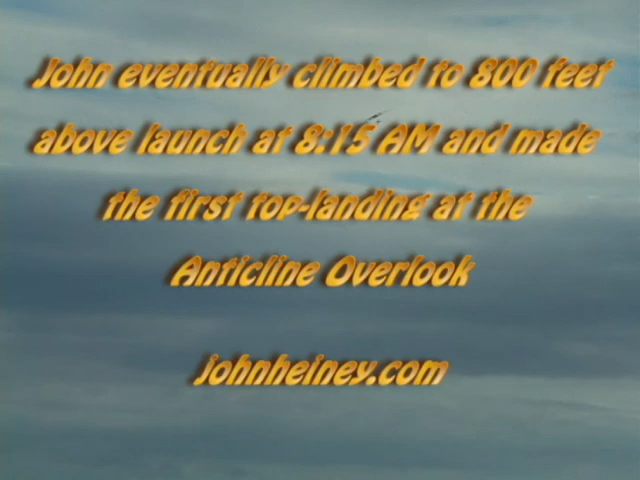 John eventually climbed to 800 feet
above launch at 8:15 AM and made
the first top-landing at the
Anticline Overlook
johnheiney.com